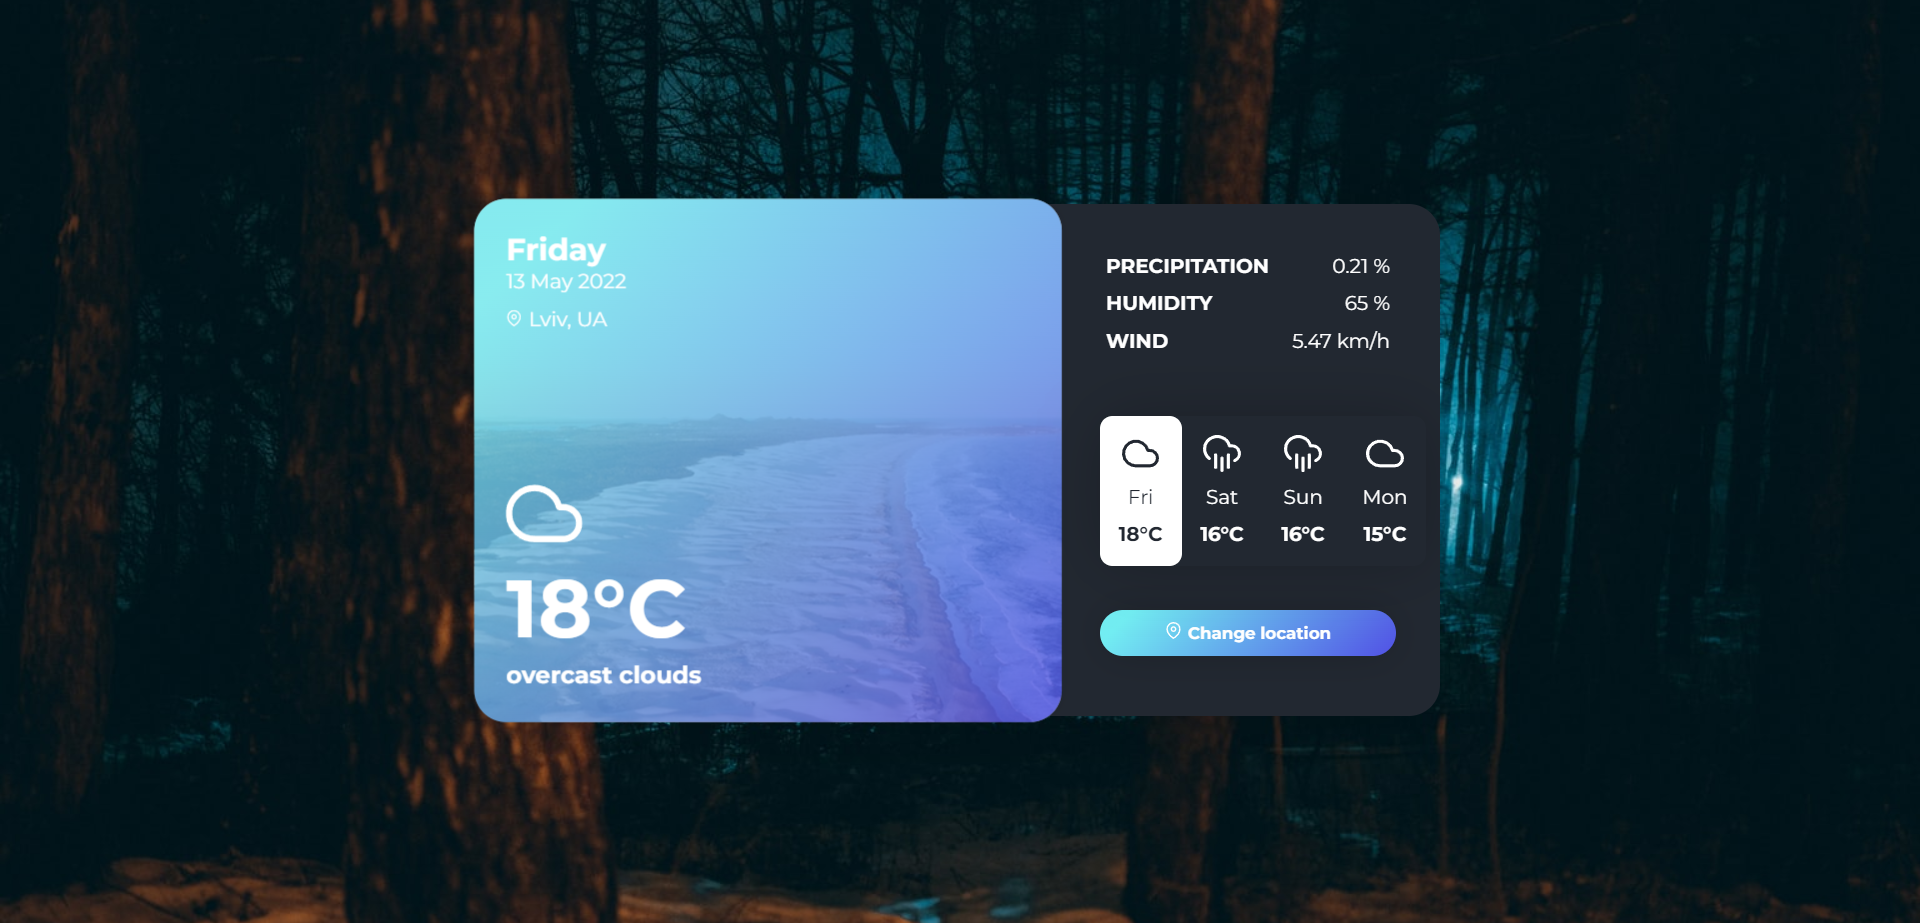 Friday
13 May 2022
Lviv, UA
18°C
overcast clouds
PRECIPITATION 0.21 %
HUMIDITY 65 %
WIND 5.47 km/h
Fri Sat Sun Mon
18°C 16°C 16°C 15°C
Change location